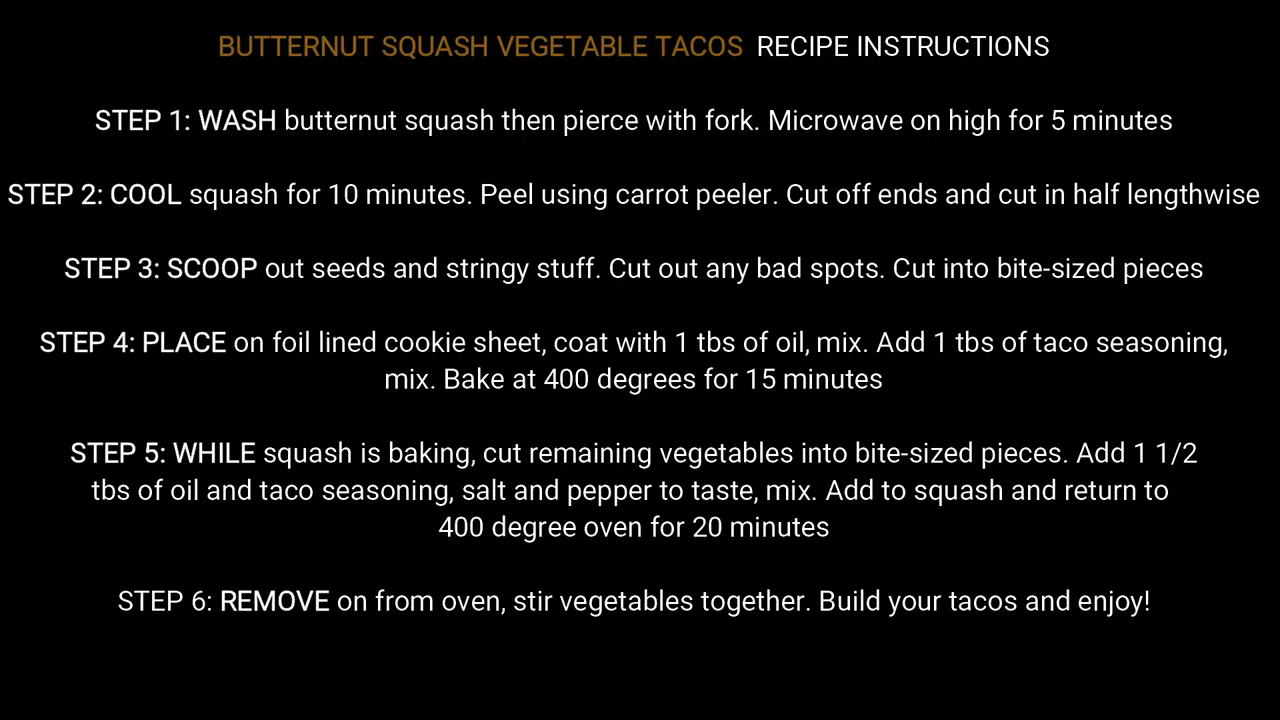 BUTTERNUT SQUASH VEGETABLE TACOS RECIPE INSTRUCTIONS
STEP 1: WASH butternut squash then pierce with fork. Microwave on high for 5 minutes
STEP 2: COOL squash for 10 minutes. Peel using carrot peeler. Cut off ends and cut in half lengthwise
STEP 3: SCOOP out seeds and stringy stuff. Cut out any bad spots. Cut into bite-sized pieces
STEP 4: PLACE on foil lined cookie sheet, coat with 1 tbs of oil, mix. Add 1 tbs of taco seasoning,
mix. Bake at 400 degrees for 15 minutes
STEP 5: WHILE squash is baking, cut remaining vegetables into bite-sized pieces. Add 1 1/2
tbs of oil and taco seasoning, salt and pepper to taste, mix. Add to squash and return to
400 degree oven for 20 minutes
STEP 6: REMOVE on from oven, stir vegetables together. Build your tacos and enjoy!